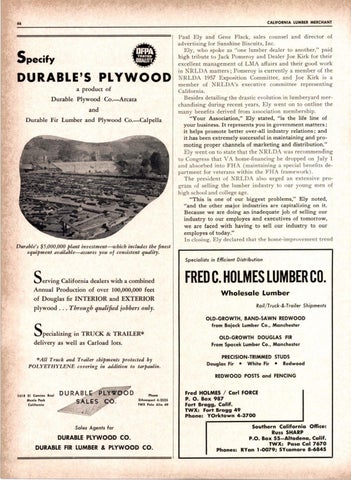 46
CALIFORNIA LUMBER MERCHANT
Specify
DFPA
TESTED
QUALITY
DURABLE'S PLYWOOD
a product of
Durable Plywood Co.—Arcata
and
Durable Fir Lumber and Plywood Co.—Calpella
Durable's $5,000,000 plant investment—which includes the finest
equipment available—assures you of consistent quality.
Serving California dealers with a combined
Annual Production of over 100,000,000 feet
of Douglas fir INTERIOR and EXTERIOR
plywood . . . Through qualified jobbers only.
Specializing in TRUCK & TRAILER*
delivery as well as Carload lots.
*All Truck and Trailer shipments protected by
POLYETHYLENE covering in addition to tarpaulin.
DURABLE PLYWOOD
SALES CO.
El Camino Real
Menlo Park
California
Phone
Sales Agents for
DURABLE PLYWOOD CO.
DURABLE FIR LUMBER & PLYWOOD CO.
Paul Ely and Gene Flack, sales counsel and director of
advertising for Sunshine Biscuits, Inc.
Ely, who spoke as "one lumber dealer to another," paid
high tribute to Jack Pomeroy and Dealer Joe Kirk for their
excellent management of LMA affairs and their good work
in NRLDA matters; Pomeroy is currently a member of the
NRLDA 1957 Exposition Committee, and Joe Kirk is a
member of NRLDA's executive committee representing
California.
Besides detailing the drastic evolution in lumberyard mer-
chandising during recent years, Ely went on to outline the
many benefits derived from association membership.
"Your Association," Ely stated, "is the life line of
your business. It represents you in government matters;
it helps promote better over-all industry relations; and
it has been extremely successful in maintaining and pro-
moting proper channels of marketing and distribution."
Ely went on to state that the NRLDA was recommending
to Congress that VA home-financing be dropped on July 1
and absorbed into FHA (maintaining a special benefits de-
partment for veterans within the FHA framework).
The president of NRLDA also urged an extensive pro-
gram of selling the lumber industry to our young men of
high school and college age.
"This is one of our biggest problems," Ely noted,
"and the other major industries are capitalizing on it.
Because we are doing an inadequate job of selling our
industry to our employes and executives of tomorrow,
we are faced with having to sell our industry to our
employes of today."
In closing, Ely declared that the home-improvement trend
Specialists in Efficient Distribution
FRED C. HOLMES LUMBER CO.
Wholesale Lumber
Rail/Truck-&-Trailer Shipments
OLD-GROWTH, BAND-SAWN REDWOOD
from Bojock Lumber Co., Manchester
OLD-GROWTH DOUGLAS FIR
From Spacek Lumber Co., Manchester
PRECISION-TRIMMED STUDS
Douglas Fir • White Fir • Redwood
REDWOOD POSTS and FENCING
Fred HOLMES / Carl FORCE
P. O. Box 987
Fort Bragg, Calif.
TWX: Fort Bragg 49
Phone: YOrktown 4-3700
Southern California Office:
Russ SHARP
P.O. Box 55—Altadena, Calif.
TWX: Pasa Cal 7670
Phones: RYan 1-0079; SYcamore 8-6845